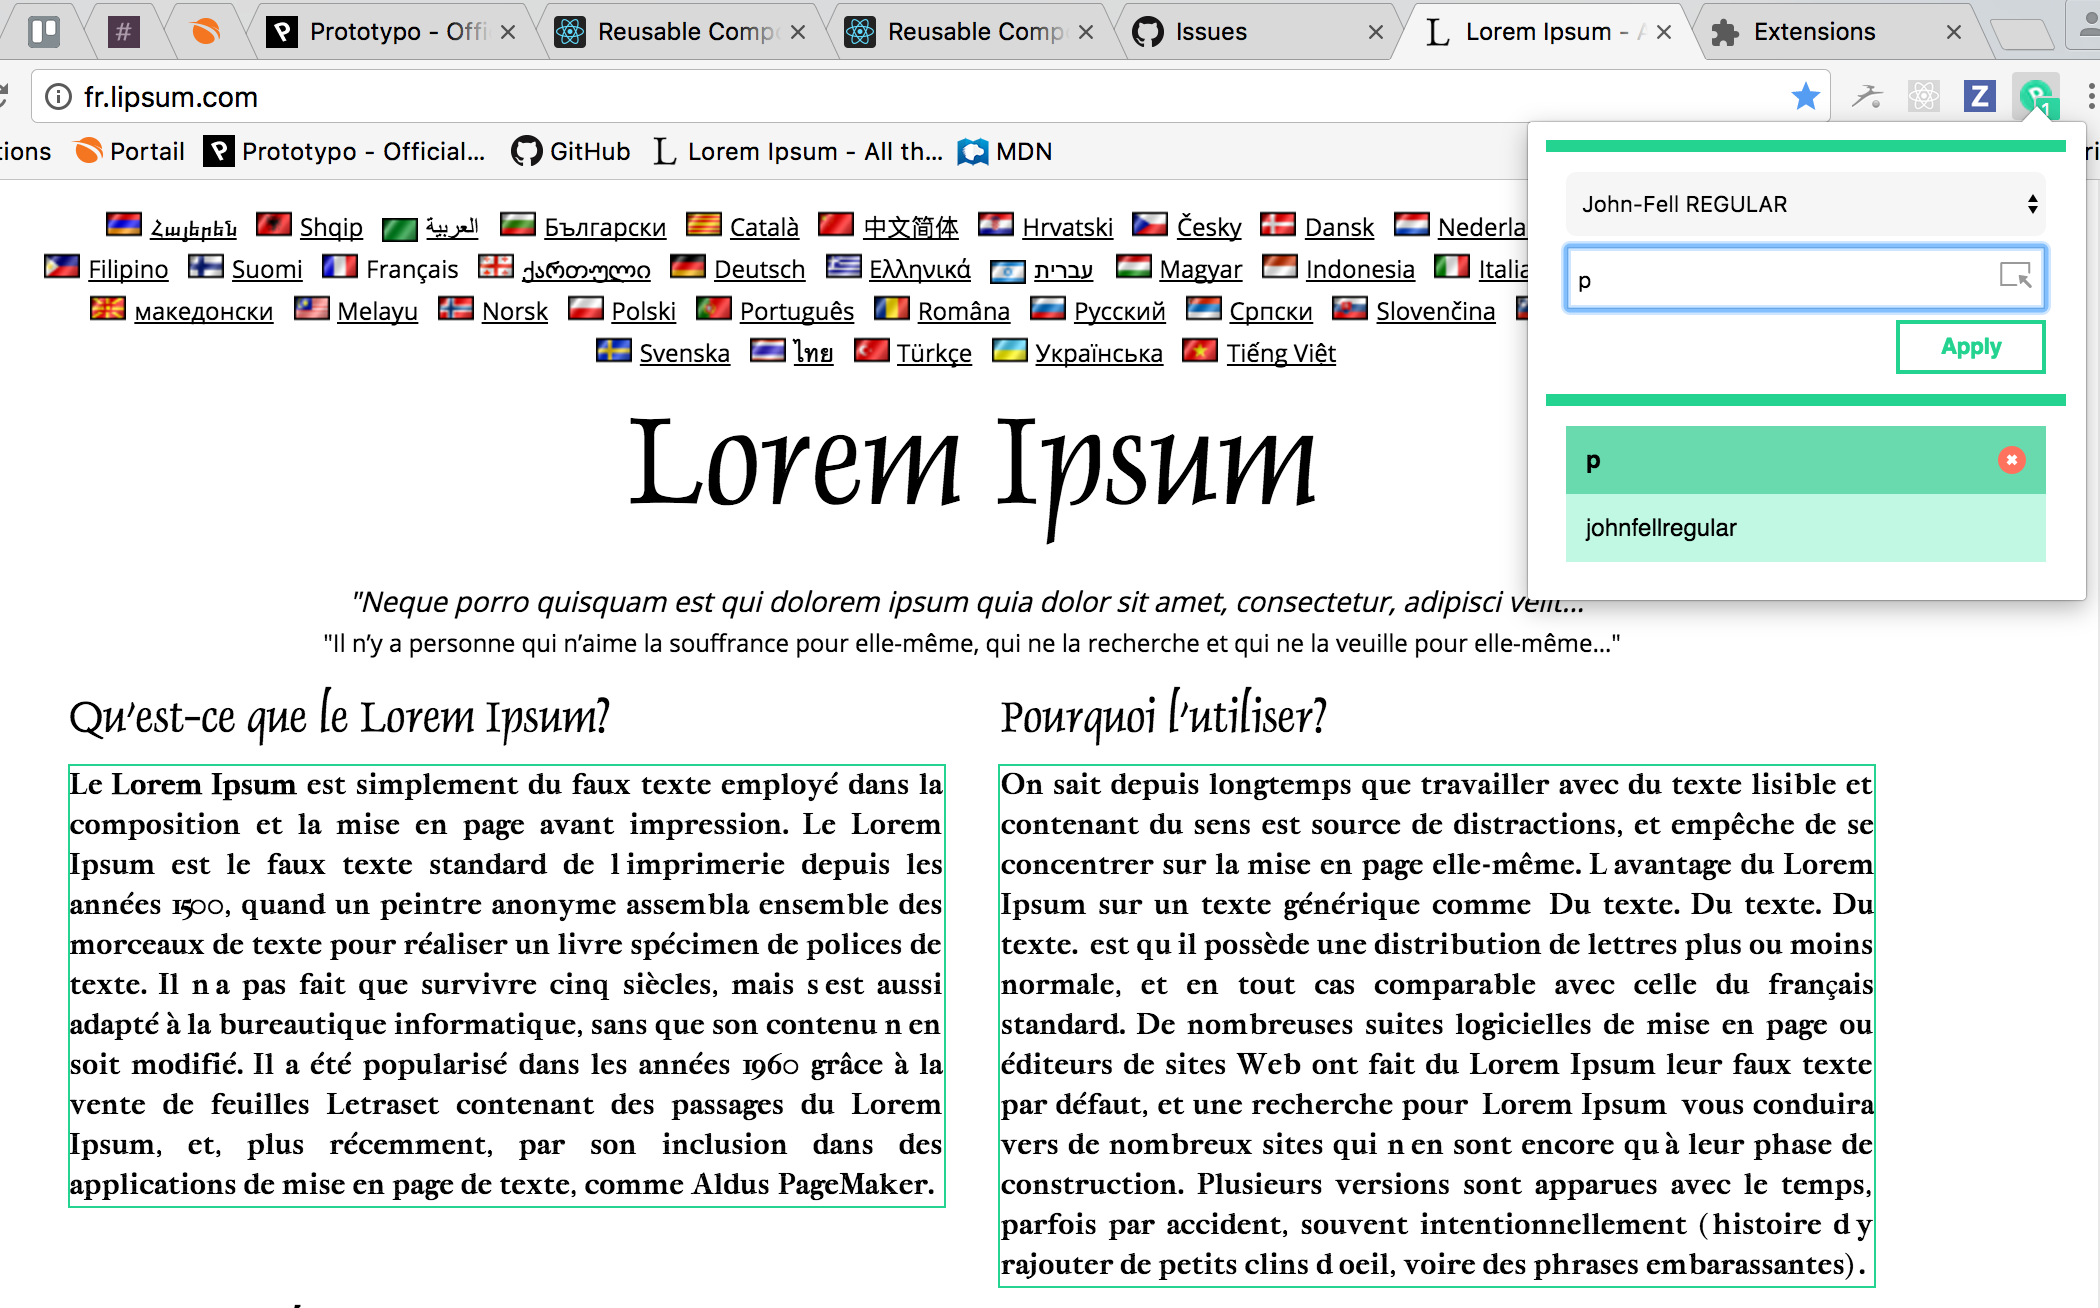 # Prototypo - Offi Reusable Comp Reusable Comp Issues Lorem Ipsum - A Extensions
fr.lipsum.com
Z
1
tions Portail Prototypo - Official... GitHub Lorem Ipsum - All th... MDN
John-Fell REGULAR
p
Apply
p
johnfellregular
Հայերեն Shqip العربية Български Català 中文简体 Hrvatski Česky Dansk Nederla
Filipino Suomi Français ქართული Deutsch Ελληνικά עברית Magyar Indonesia Italia
македонски Melayu Norsk Polski Português Româna Русский Српски Slovenčina
Svenska ไทย Türkçe Українська Tiếng Việt
Lorem Ipsum
"Neque porro quisquam est qui dolorem ipsum quia dolor sit amet, consectetur, adipisci velit..."
"Il n’y a personne qui n’aime la souffrance pour elle-même, qui ne la recherche et qui ne la veuille pour elle-même..."
Qu'est-ce que le Lorem Ipsum?
Le Lorem Ipsum est simplement du faux texte employé dans la
composition et la mise en page avant impression. Le Lorem
Ipsum est le faux texte standard de l imprimerie depuis les
années 1500, quand un peintre anonyme assembla ensemble des
morceaux de texte pour réaliser un livre spécimen de polices de
texte. Il n a pas fait que survivre cinq siècles, mais s est aussi
adapté à la bureautique informatique, sans que son contenu n en
soit modifié. Il a été popularisé dans les années 1960 grâce à la
vente de feuilles Letraset contenant des passages du Lorem
Ipsum, et, plus récemment, par son inclusion dans des
applications de mise en page de texte, comme Aldus PageMaker.
Pourquoi l'utiliser?
On sait depuis longtemps que travailler avec du texte lisible et
contenant du sens est source de distractions, et empêche de se
concentrer sur la mise en page elle-même. L avantage du Lorem
Ipsum sur un texte générique comme Du texte. Du texte. Du
texte. est qu il possède une distribution de lettres plus ou moins
normale, et en tout cas comparable avec celle du français
standard. De nombreuses suites logicielles de mise en page ou
éditeurs de sites Web ont fait du Lorem Ipsum leur faux texte
par défaut, et une recherche pour Lorem Ipsum vous conduira
vers de nombreux sites qui n en sont encore qu à leur phase de
construction. Plusieurs versions sont apparues avec le temps,
parfois par accident, souvent intentionnellement (histoire d y
rajouter de petits clins d oeil, voire des phrases embarassantes).